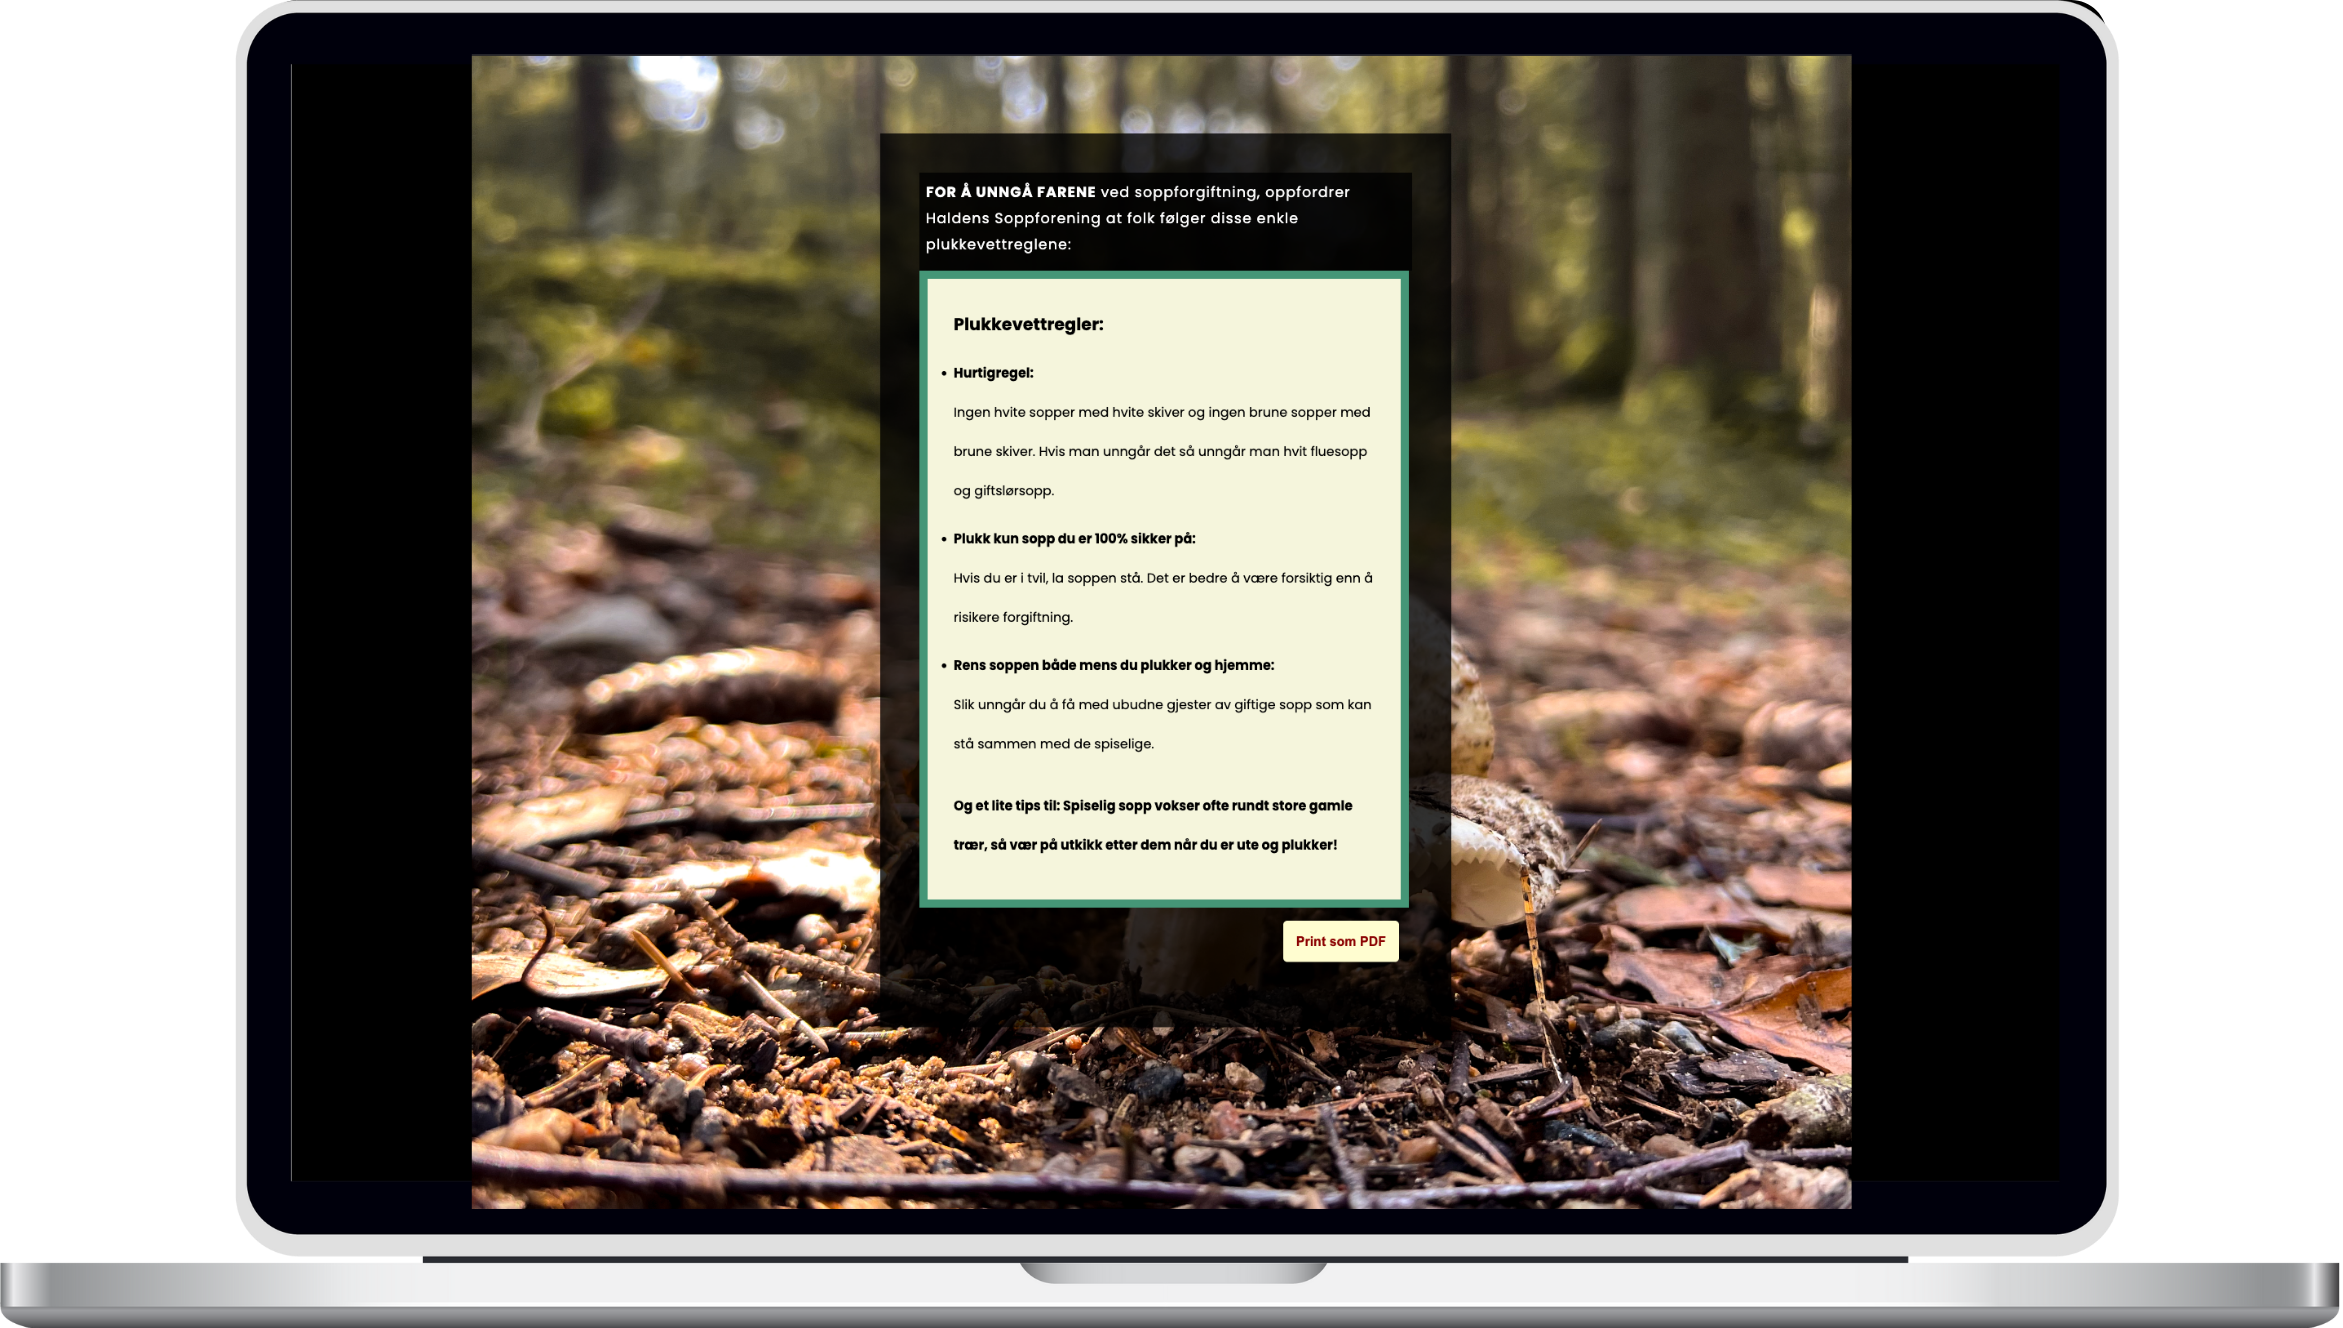 FOR Å UNNGÅ FARENE ved soppforgiftning, oppfordrer
Haldens Soppforening at folk følger disse enkle
plukkevettreglene:
Plukkevettregler:
• Hurtigregel:
Ingen hvite sopper med hvite skiver og ingen brune sopper med
brune skiver. Hvis man unngår det så unngår man hvit fluesopp
og giftslørsopp.
• Plukk kun sopp du er 100% sikker på:
Hvis du er i tvil, la soppen stå. Det er bedre å være forsiktig enn å
risikere forgiftning.
• Rens soppen både mens du plukker og hjemme:
Slik unngår du å få med ubudne gjester av giftige sopp som kan
stå sammen med de spiselige.
Og et lite tips til: Spiselig sopp vokser ofte rundt store gamle
trær, så vær på utkikk etter dem når du er ute og plukker!
Print som PDF